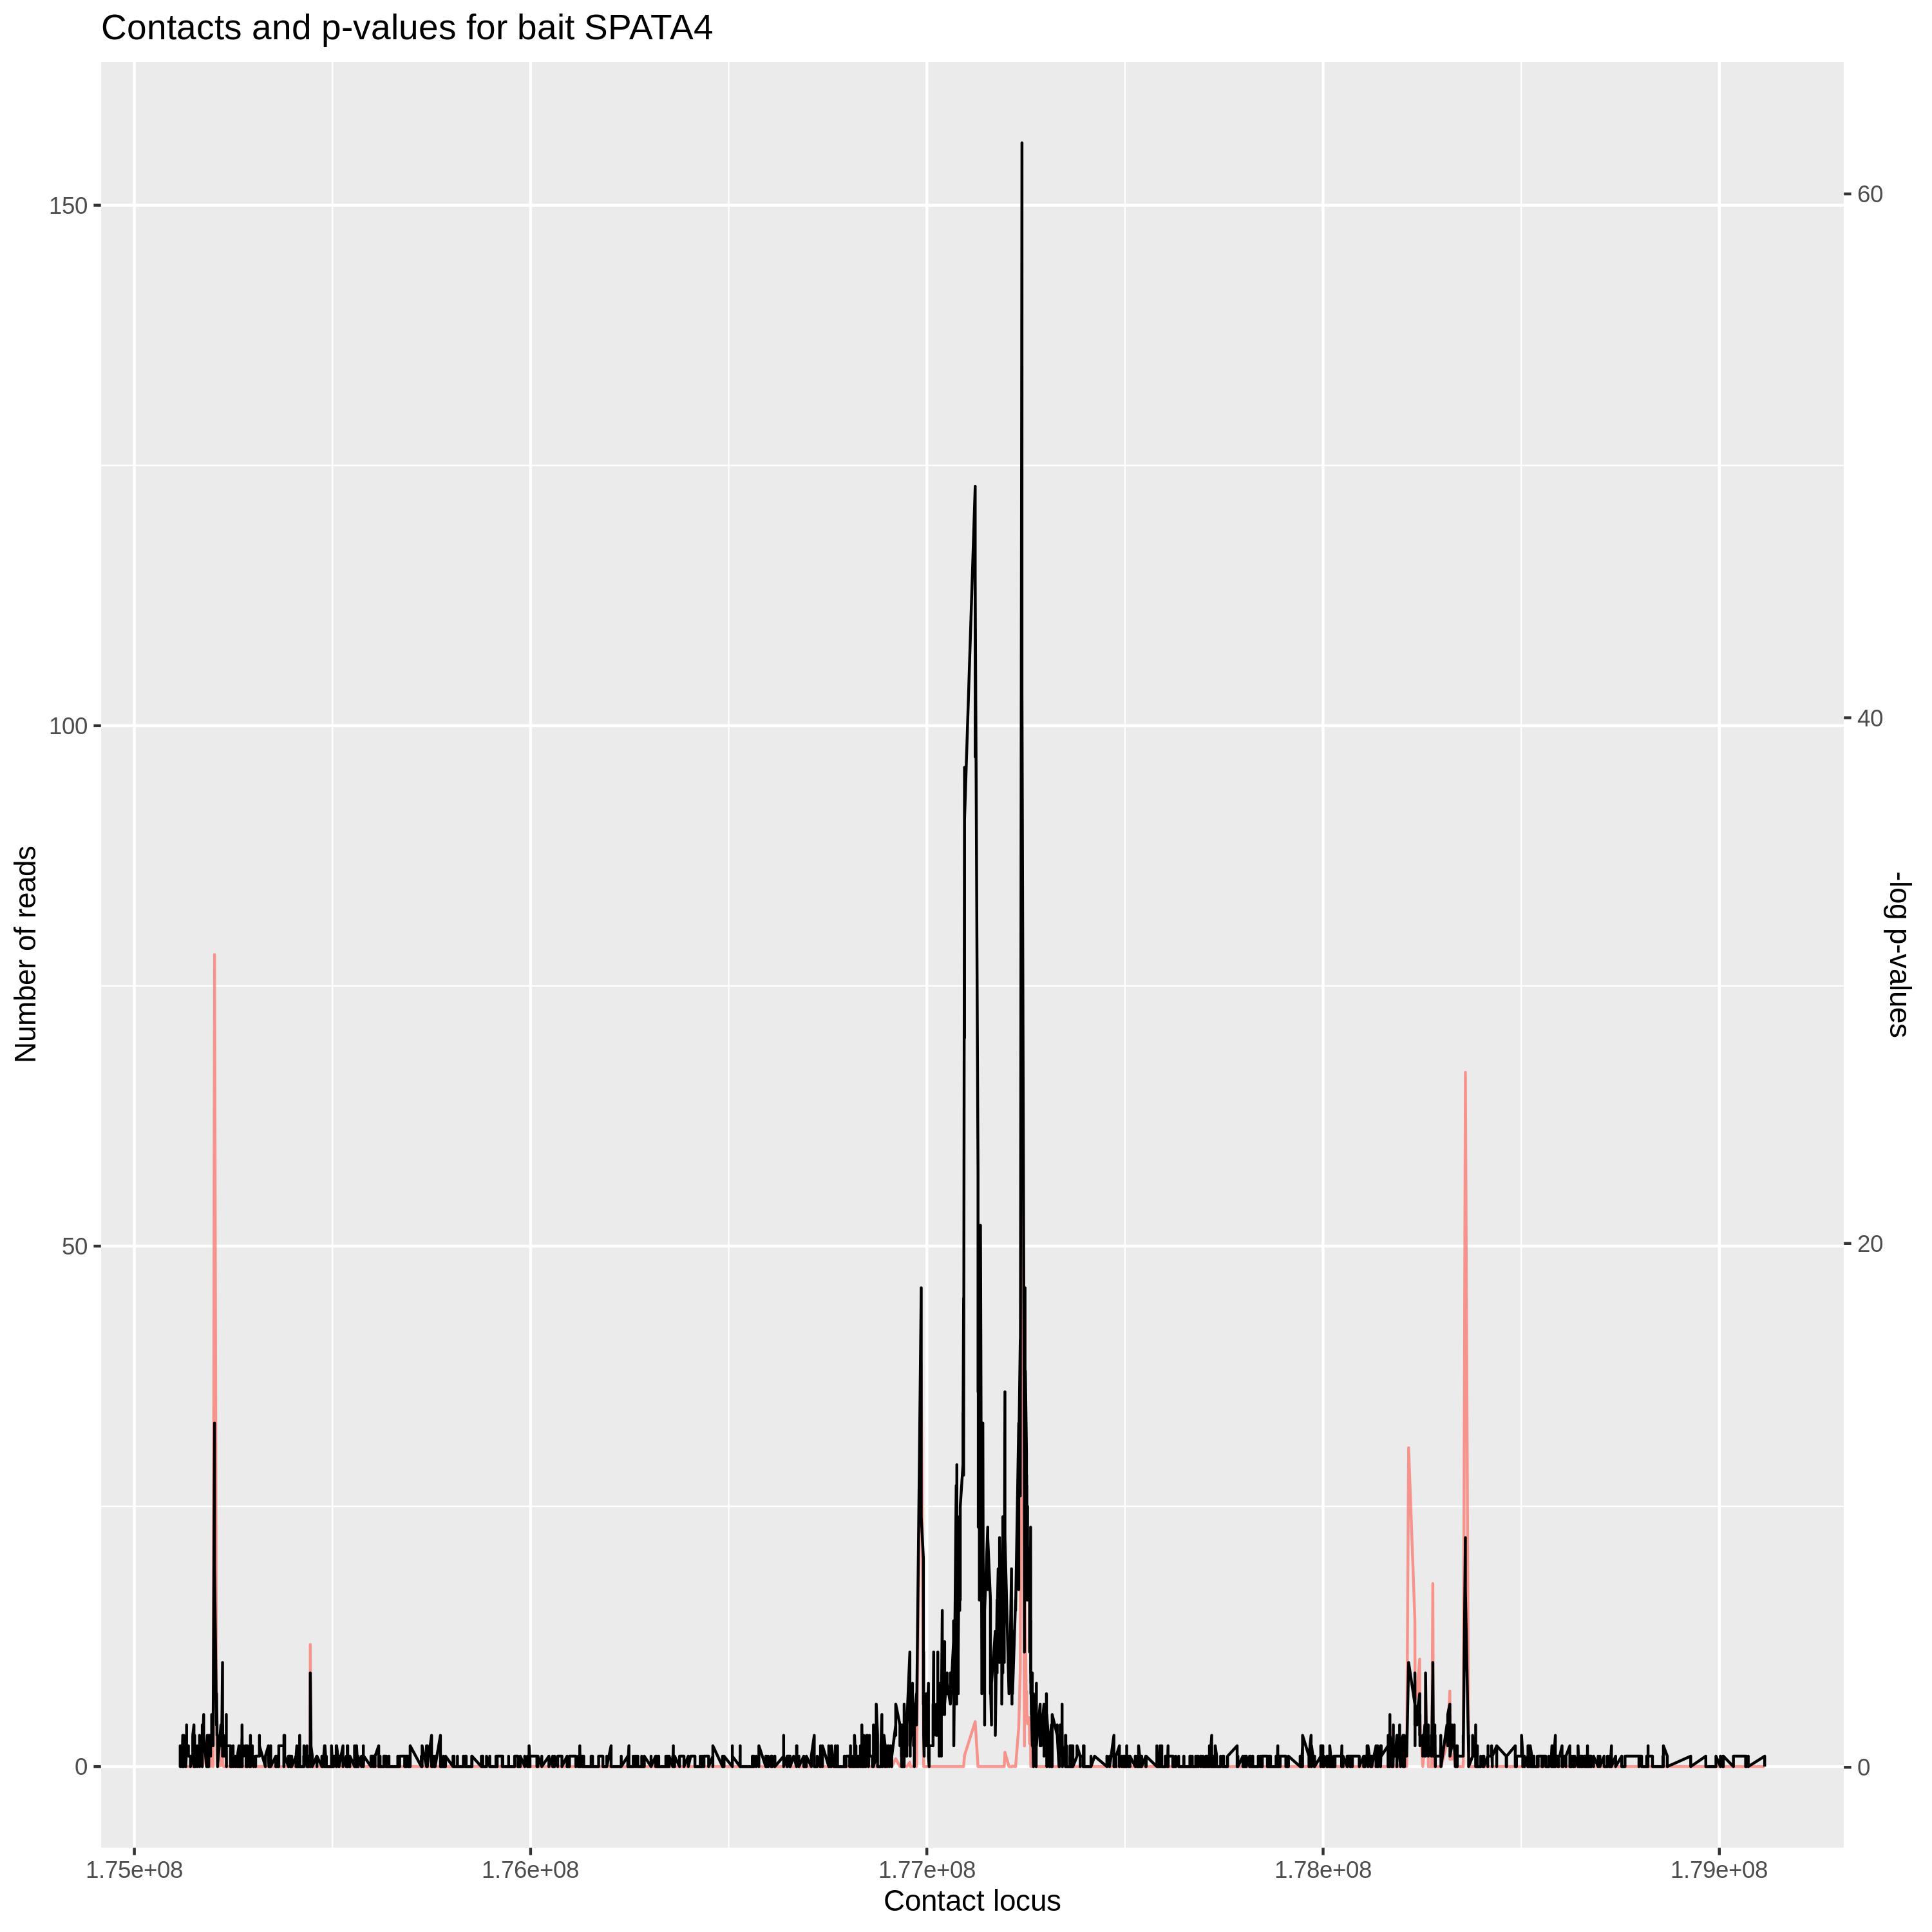 Contacts and p-values for bait SPATA4
150
100
50
0
Number of reads
60
40
20
0
-log p-values
1.75e+08
1.76e+08
1.77e+08
1.78e+08
1.79e+08
Contact locus